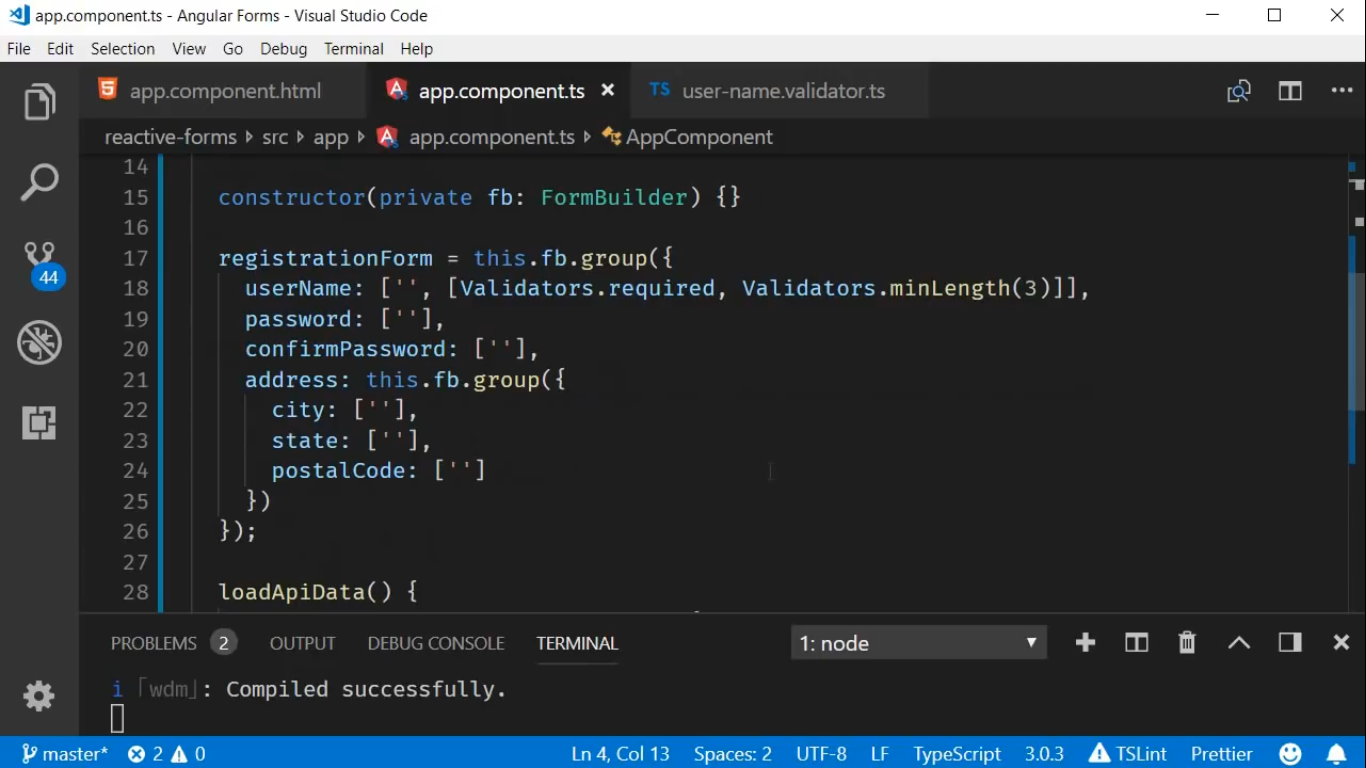 app.component.ts - Angular Forms - Visual Studio Code
File Edit Selection View Go Debug Terminal Help
app.component.html app.component.ts TS user-name.validator.ts
reactive-forms src app app.component.ts AppComponent
14
15 constructor(private fb: FormBuilder) {}
16
17 registrationForm = this.fb.group({
18 userName: ['', [Validators.required, Validators.minLength(3)]],
19 password: [''],
20 confirmPassword: [''],
21 address: this.fb.group({
22 city: [''],
23 state: [''],
24 postalCode: ['']
25 })
26 });
27
28 loadApiData() {
44
PROBLEMS 2 OUTPUT DEBUG CONSOLE TERMINAL 1: node
i 「wdm」: Compiled successfully.
master* 2 0 Ln 4, Col 13 Spaces: 2 UTF-8 LF TypeScript 3.0.3 TSLint Prettier